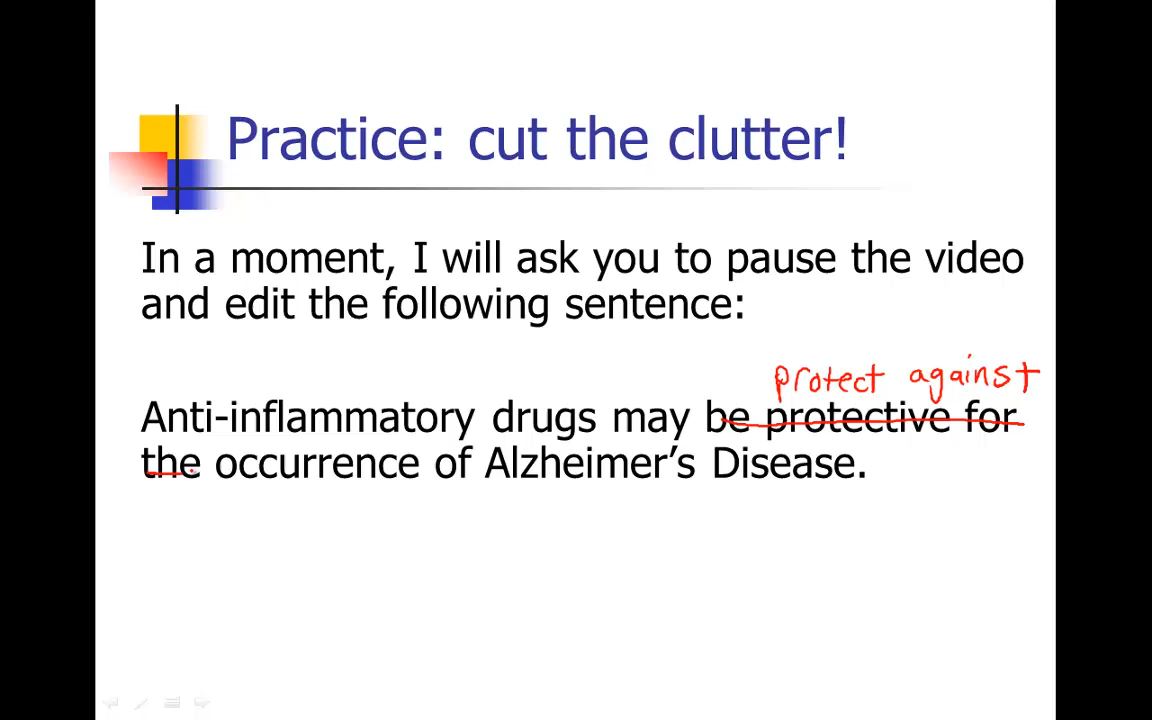 Practice: cut the clutter!
In a moment, I will ask you to pause the video
and edit the following sentence:
protect against
Anti-inflammatory drugs may be protective for
the occurrence of Alzheimer’s Disease.